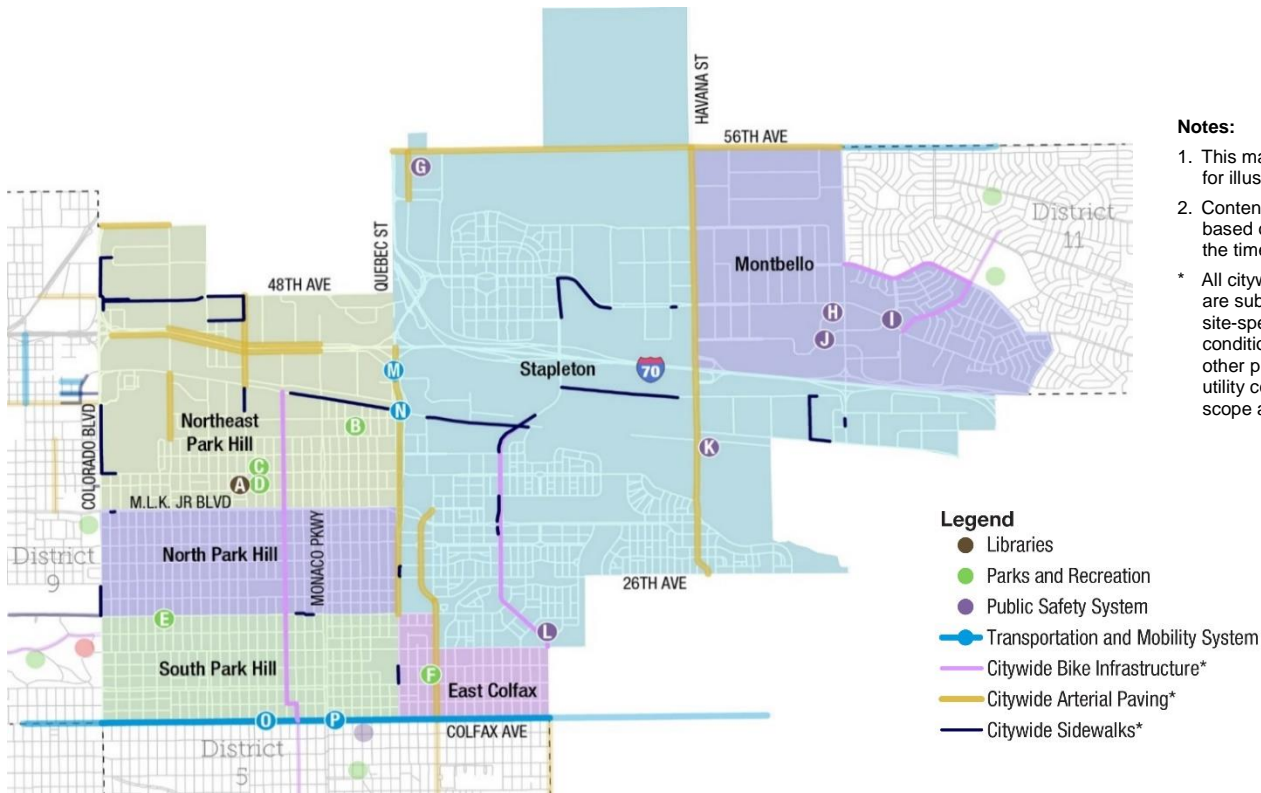 HAVANA ST
56TH AVE
G
District
11
QUEBEC ST
Montbello
48TH AVE
H
I
J
M
Stapleton
70
N
COLORADO BLVD
Northeast
Park Hill
B
K
C
A
D
M.L.K. JR BLVD
District
9
North Park Hill
MONACO PKWY
26TH AVE
E
L
South Park Hill
F
East Colfax
O
P
COLFAX AVE
District
5
Notes:
1. This ma
for illus
2. Conten
based o
the time
* All cityw
are sub
site-spe
condition
other p
utility co
scope a
Legend
Libraries
Parks and Recreation
Public Safety System
Transportation and Mobility System
Citywide Bike Infrastructure*
Citywide Arterial Paving*
Citywide Sidewalks*